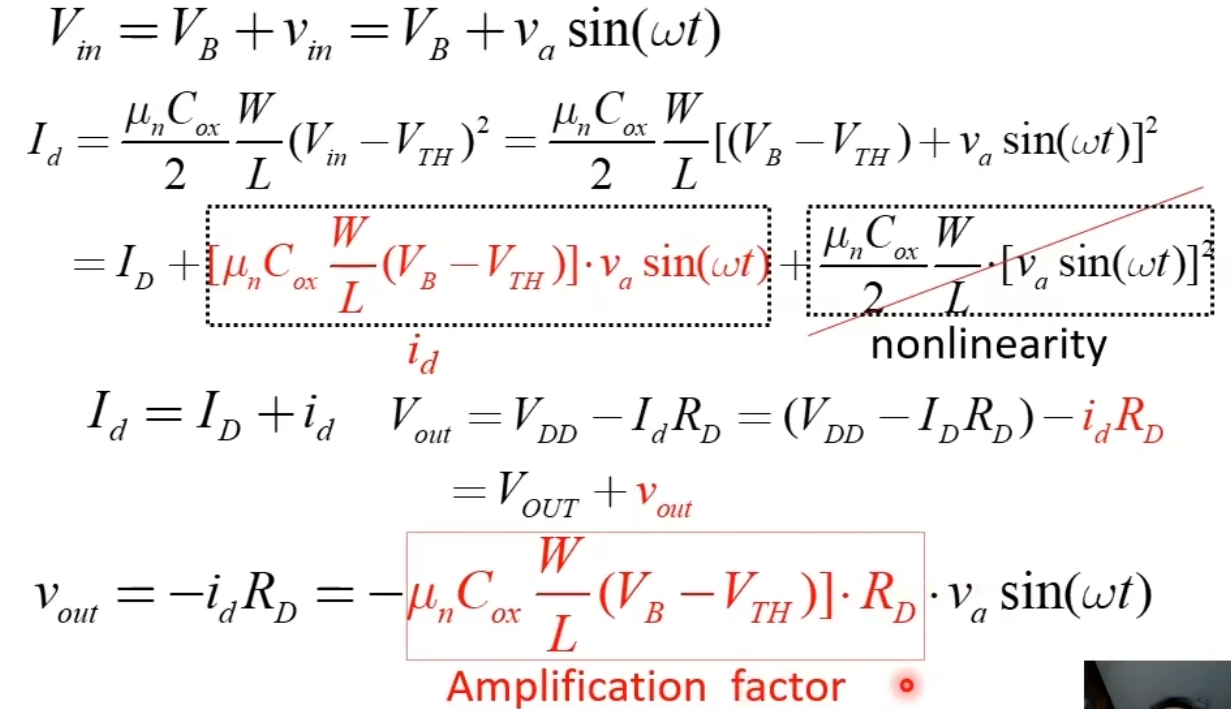 V_in = V_B + v_in = V_B + v_a sin(ωt)
I_d = μ_n C_ox / 2 W / L (V_in − V_TH)² = μ_n C_ox / 2 W / L [(V_B − V_TH) + v_a sin(ωt)]²
= I_D + [μ_n C_ox W / L (V_B − V_TH)] · v_a sin(ωt) + μ_n C_ox / 2 W / L · [v_a sin(ωt)]²
i_d nonlinearity
I_d = I_D + i_d V_out = V_DD − I_d R_D = (V_DD − I_D R_D) − i_d R_D
= V_OUT + v_out
v_out = −i_d R_D = −μ_n C_ox W / L (V_B − V_TH)] · R_D · v_a sin(ωt)
Amplification factor